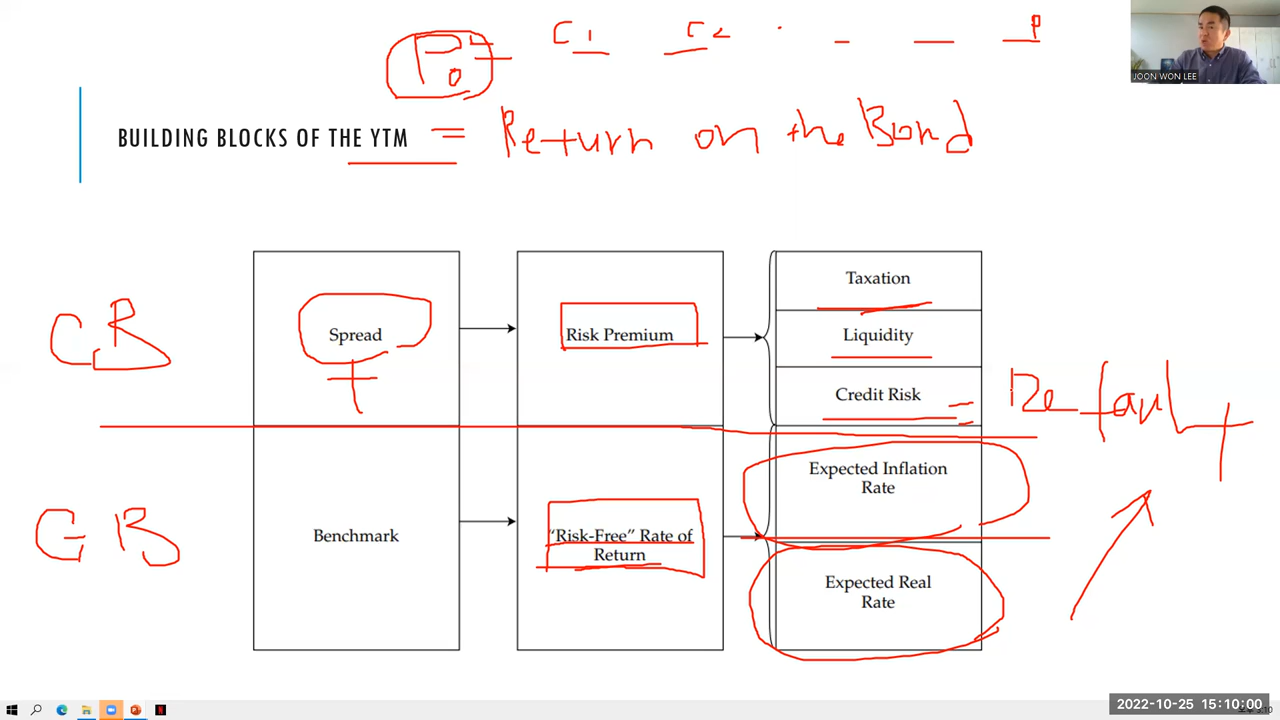 C1 C2 P
P0
JOON WON LEE
BUILDING BLOCKS OF THE YTM = Return on the Bond
Taxation
CB
Spread
Risk Premium
Liquidity
+
Credit Risk = Default
Expected Inflation
Rate
GB
Benchmark
"Risk-Free" Rate of
Return
Expected Real
Rate
2022-10-25 15:10:00